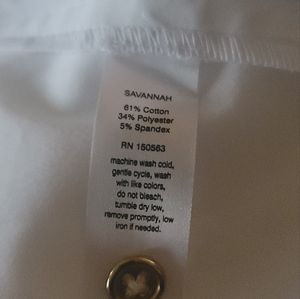 SAVANNAH
61% Cotton
34% Polyester
5% Spandex
RN 150563
machine wash cold,
gentle cycle, wash
with like colors,
do not bleach,
tumble dry low,
remove promptly, low
iron if needed.